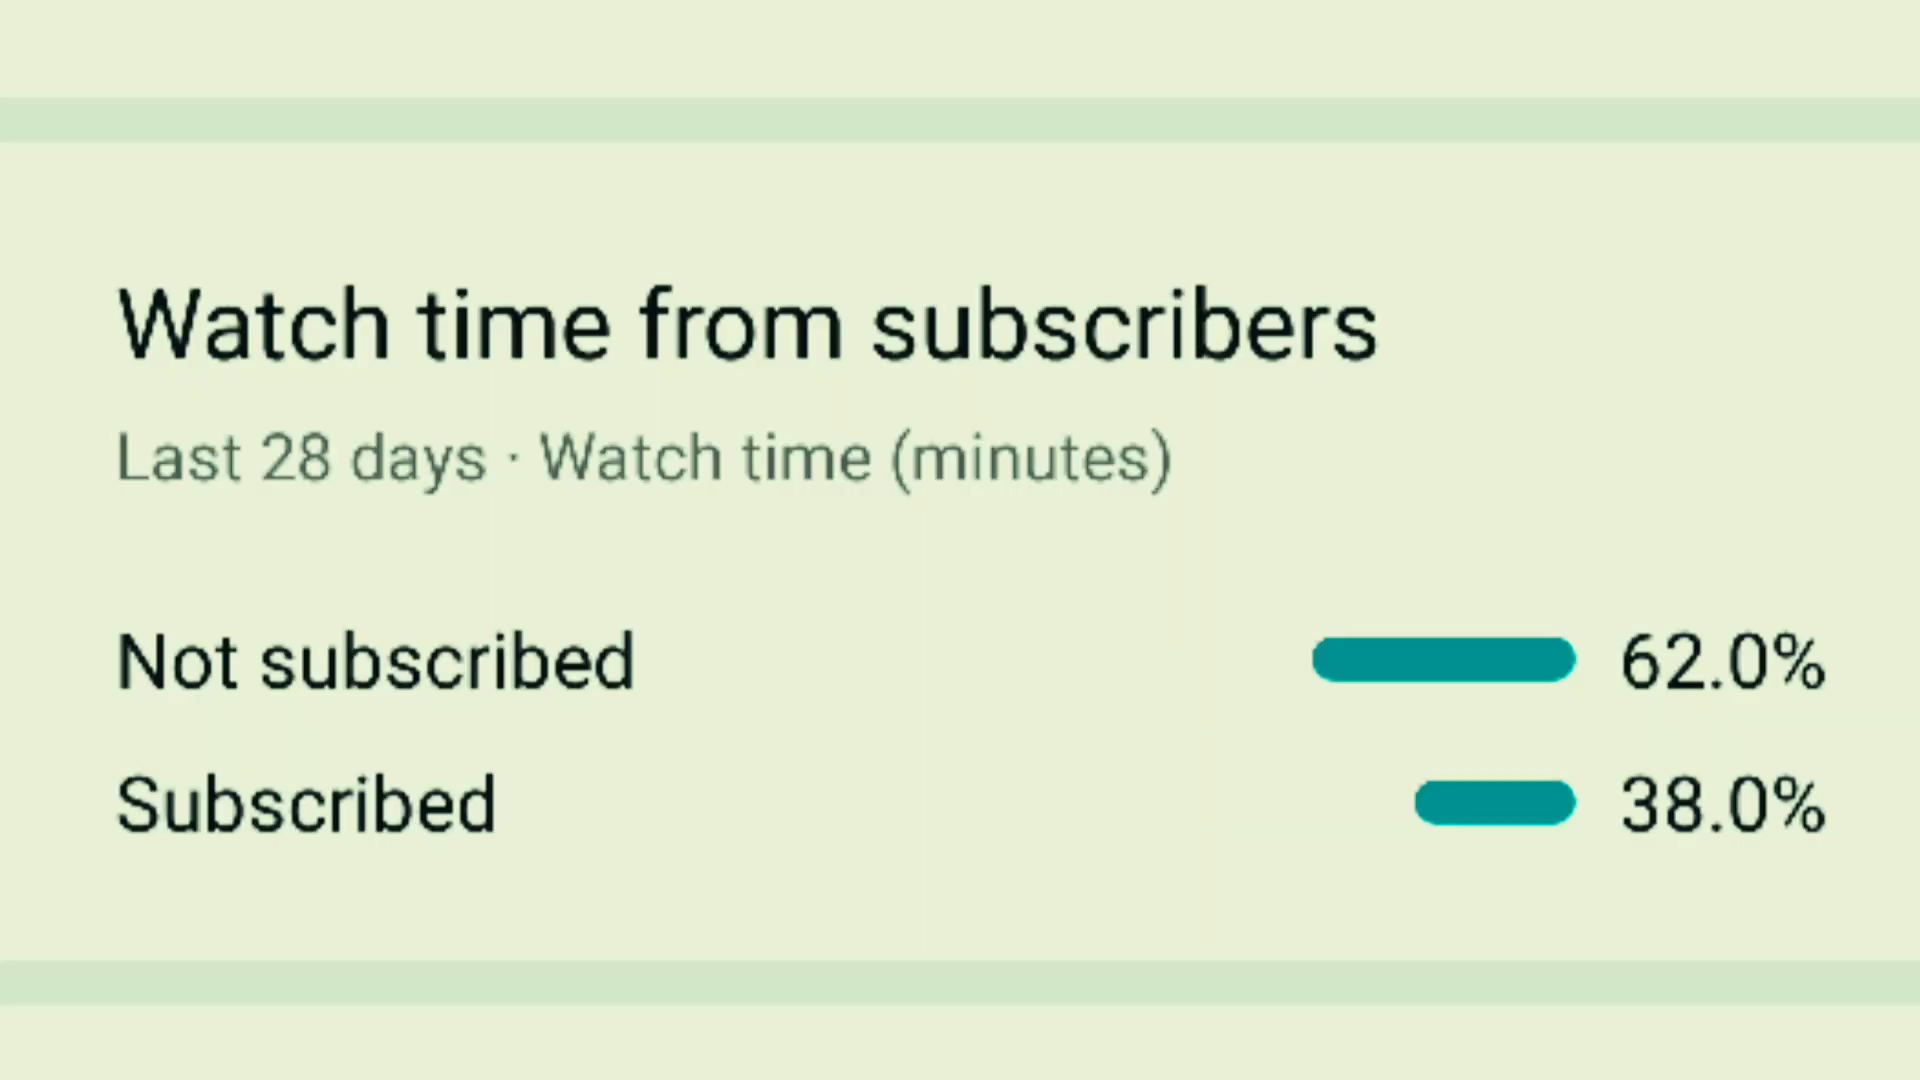 Watch time from subscribers
Last 28 days · Watch time (minutes)
Not subscribed 62.0%
Subscribed 38.0%